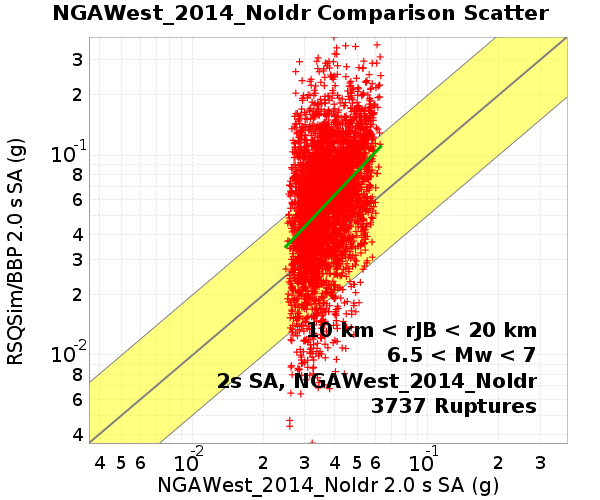 NGAWest_2014_NoIdr Comparison Scatter
RSQSim/BBP 2.0 s SA (g)
3
2
10-1
8
6
4
3
2
10-2
8
6
4
10 km < rJB < 20 km
6.5 < Mw < 7
2s SA, NGAWest_2014_NoIdr
3737 Ruptures
4 5 6 10-2 2 3 4 5 6 10-1 2 3
NGAWest_2014_NoIdr 2.0 s SA (g)